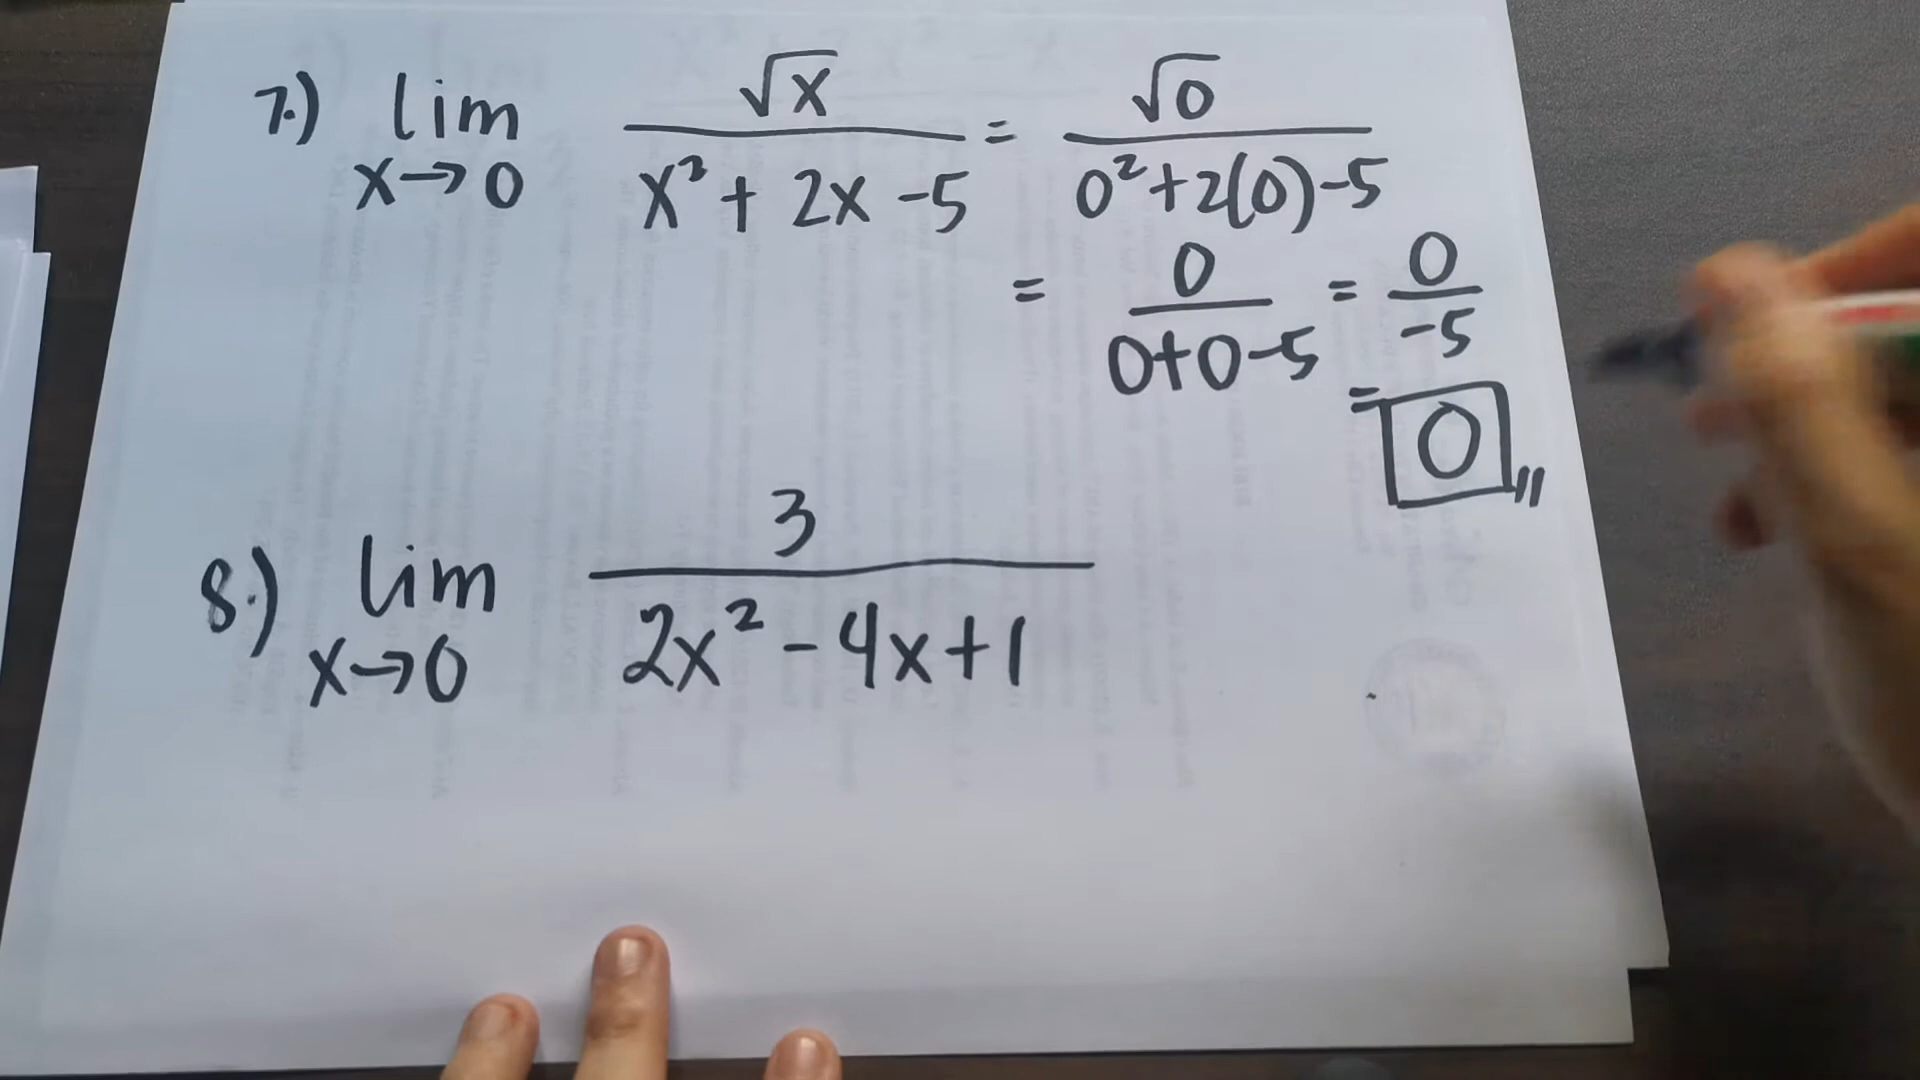 7.) lim x→0 √x / x² + 2x - 5 = √0 / 0² + 2(0) - 5
= 0 / 0+0-5 = 0 / -5
= 0 //
8.) lim x→0 3 / 2x² - 4x + 1